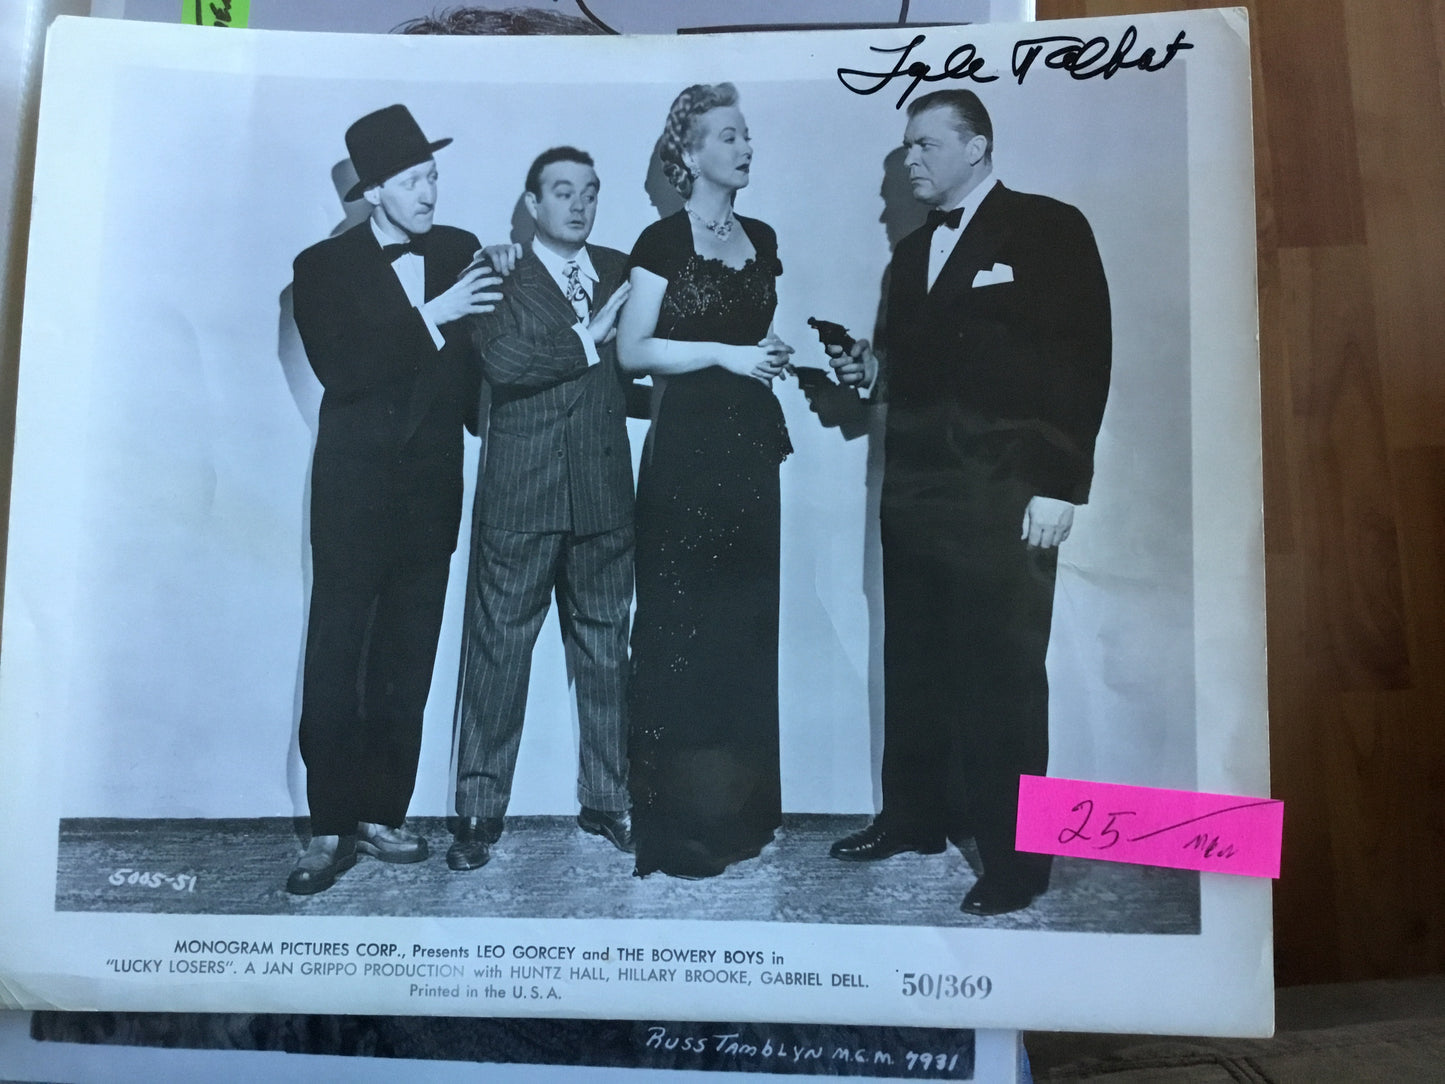 Lyle Talbot
25 —
men
5005-51
MONOGRAM PICTURES CORP., Presents LEO GORCEY and THE BOWERY BOYS in
"LUCKY LOSERS". A JAN GRIPPO PRODUCTION with HUNTZ HALL, HILLARY BROOKE, GABRIEL DELL.
50/369
Printed in the U. S. A.
RUSS TAMBLYN M.G.M. 7931